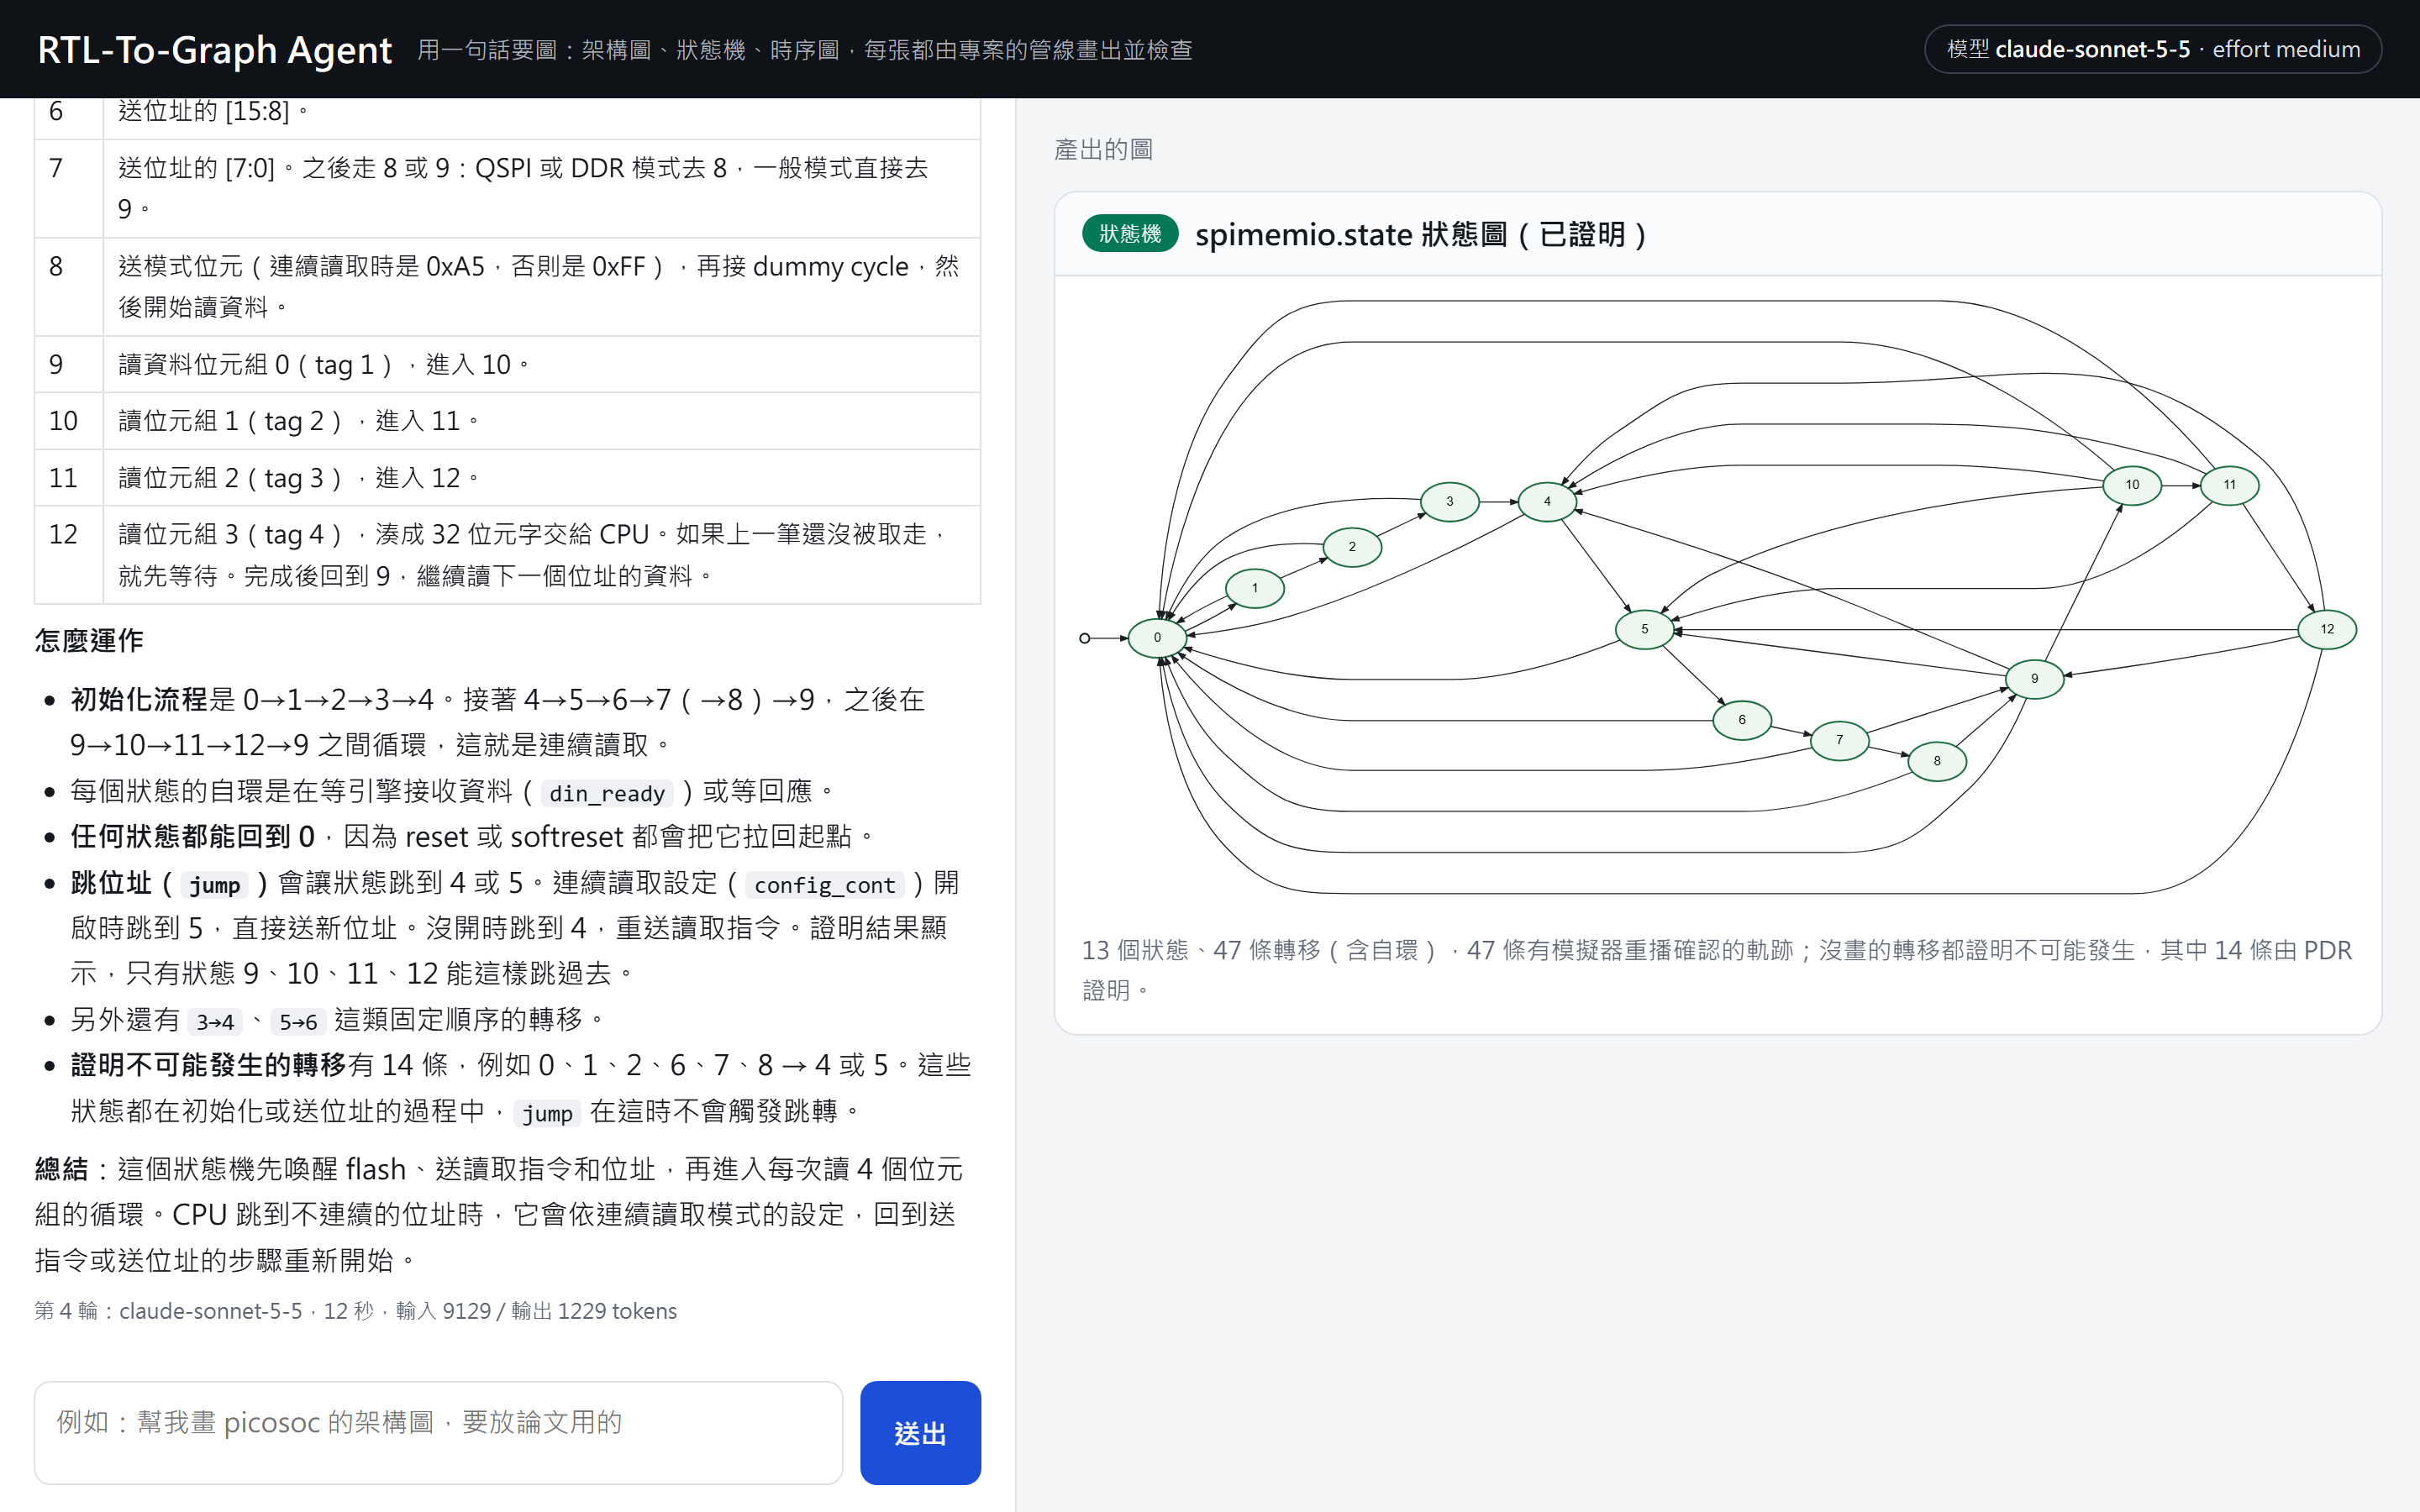 RTL-To-Graph Agent
用一句話要圖：架構圖、狀態機、時序圖，每張都由專案的管線畫出並檢查
模型 claude-sonnet-5-5 · effort medium
6 送位址的 [15:8]。
7 送位址的 [7:0]。之後走 8 或 9：QSPI 或 DDR 模式去 8，一般模式直接去
9。
8 送模式位元（連續讀取時是 0xA5，否則是 0xFF），再接 dummy cycle，然
後開始讀資料。
9 讀資料位元組 0（tag 1），進入 10。
10 讀位元組 1（tag 2），進入 11。
11 讀位元組 2（tag 3），進入 12。
12 讀位元組 3（tag 4），湊成 32 位元字交給 CPU。如果上一筆還沒被取走，
就先等待。完成後回到 9，繼續讀下一個位址的資料。
怎麼運作
• 初始化流程是 0→1→2→3→4。接著 4→5→6→7（→8）→9，之後在
9→10→11→12→9 之間循環，這就是連續讀取。
• 每個狀態的自環是在等引擎接收資料（din_ready）或等回應。
• 任何狀態都能回到 0，因為 reset 或 softreset 都會把它拉回起點。
• 跳位址（jump）會讓狀態跳到 4 或 5。連續讀取設定（config_cont）開
啟時跳到 5，直接送新位址。沒開時跳到 4，重送讀取指令。證明結果顯
示，只有狀態 9、10、11、12 能這樣跳過去。
• 另外還有 3→4、5→6 這類固定順序的轉移。
• 證明不可能發生的轉移有 14 條，例如 0、1、2、6、7、8 → 4 或 5。這些
狀態都在初始化或送位址的過程中，jump 在這時不會觸發跳轉。
總結：這個狀態機先喚醒 flash、送讀取指令和位址，再進入每次讀 4 個位元
組的循環。CPU 跳到不連續的位址時，它會依連續讀取模式的設定，回到送
指令或送位址的步驟重新開始。
第 4 輪：claude-sonnet-5-5，12 秒，輸入 9129 / 輸出 1229 tokens
例如：幫我畫 picosoc 的架構圖，要放論文用的
送出
產出的圖
狀態機 spimemio.state 狀態圖（已證明）
0
1
2
3
4
5
6
7
8
9
10
11
12
13 個狀態、47 條轉移（含自環），47 條有模擬器重播確認的軌跡；沒畫的轉移都證明不可能發生，其中 14 條由 PDR
證明。